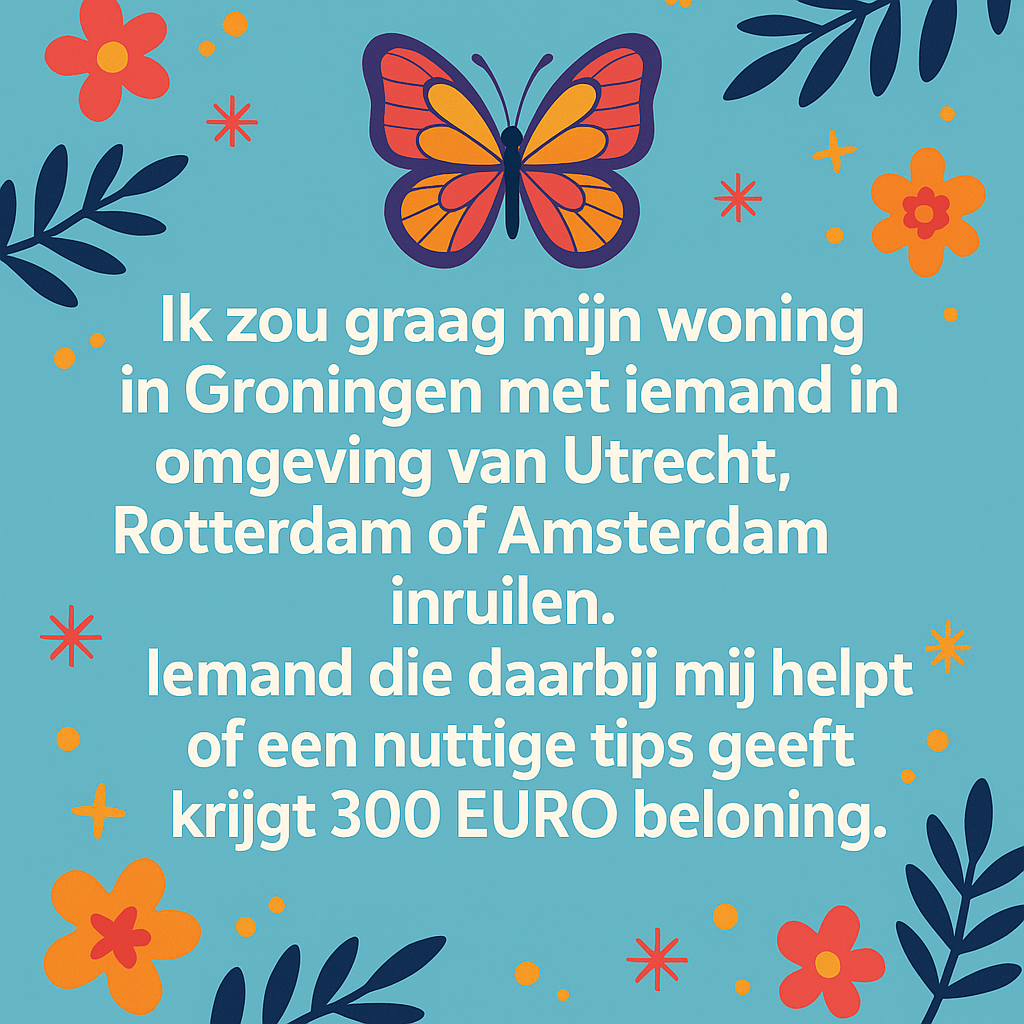 Ik zou graag mijn woning
in Groningen met iemand in
omgeving van Utrecht,
Rotterdam of Amsterdam
inruilen.
Iemand die daarbij mij helpt
of een nuttige tips geeft
krijgt 300 EURO beloning.